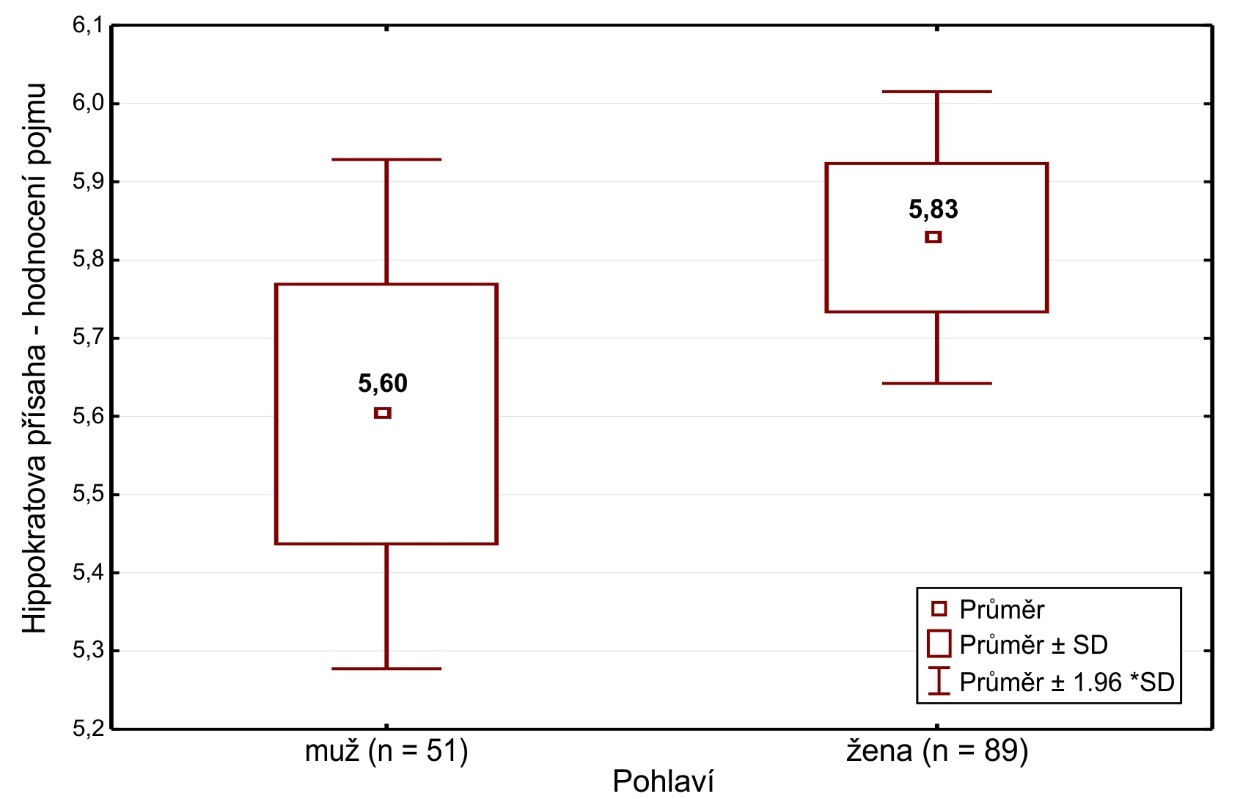 Hippokratova přísaha - hodnocení pojmu
6,1
6,0
5,9
5,8
5,7
5,6
5,5
5,4
5,3
5,2
5,60
5,83
Průměr
Průměr ± SD
Průměr ± 1.96 *SD
muž (n = 51)
žena (n = 89)
Pohlaví